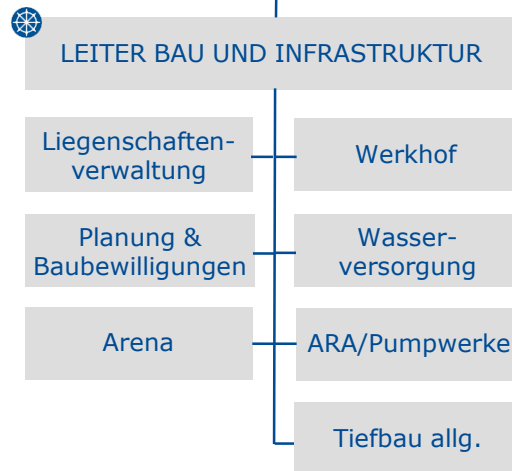 LEITER BAU UND INFRASTRUKTUR
Liegenschaften-
verwaltung
Werkhof
Planung &
Baubewilligungen
Wasser-
versorgung
Arena
ARA/Pumpwerke
Tiefbau allg.